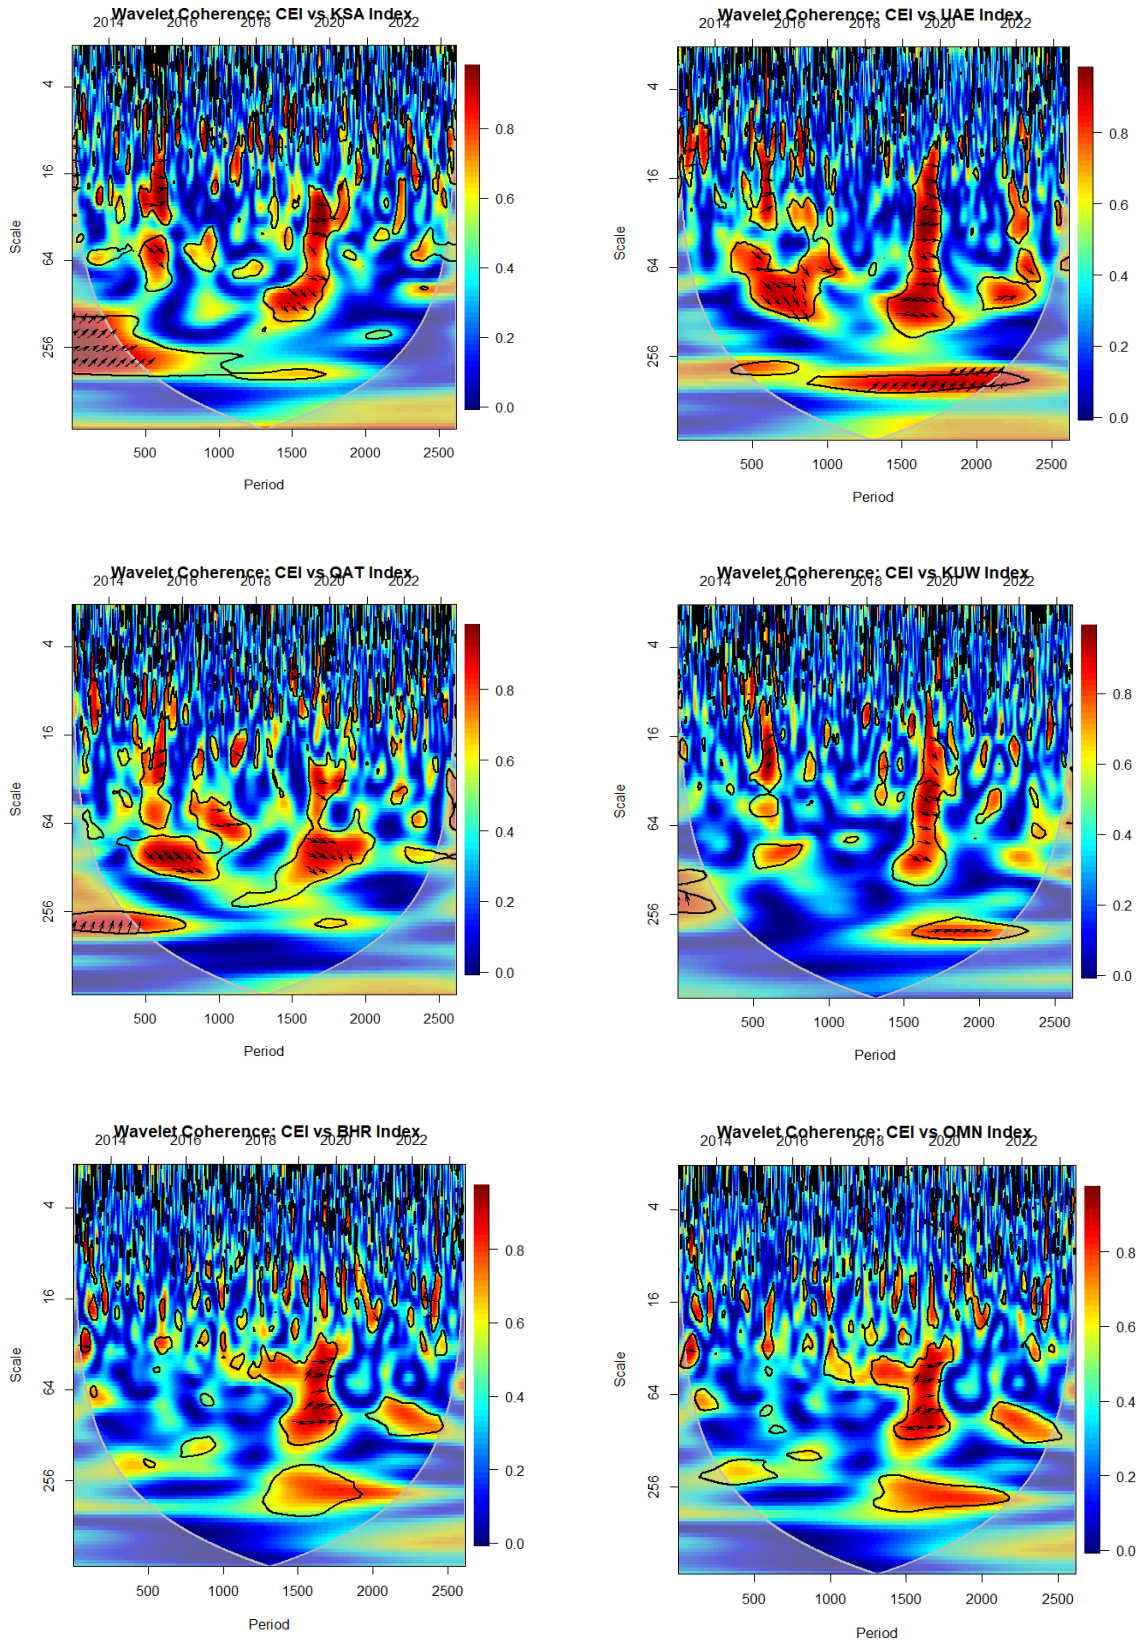 Wavelet Coherence: CEI vs KSA Index
2014 2016 2018 2020 2022
4
16
64
256
Scale
500 1000 1500 2000 2500
Period
0.8
0.6
0.4
0.2
0.0
Wavelet Coherence: CEI vs UAE Index
2014 2016 2018 2020 2022
4
16
64
256
Scale
500 1000 1500 2000 2500
Period
0.8
0.6
0.4
0.2
0.0
Wavelet Coherence: CEI vs QAT Index
2014 2016 2018 2020 2022
4
16
64
256
Scale
500 1000 1500 2000 2500
Period
0.8
0.6
0.4
0.2
0.0
Wavelet Coherence: CEI vs KUW Index
2014 2016 2018 2020 2022
4
16
64
256
Scale
500 1000 1500 2000 2500
Period
0.8
0.6
0.4
0.2
0.0
Wavelet Coherence: CEI vs BHR Index
2014 2016 2018 2020 2022
4
16
64
256
Scale
500 1000 1500 2000 2500
Period
0.8
0.6
0.4
0.2
0.0
Wavelet Coherence: CEI vs OMN Index
2014 2016 2018 2020 2022
4
16
64
256
Scale
500 1000 1500 2000 2500
Period
0.8
0.6
0.4
0.2
0.0